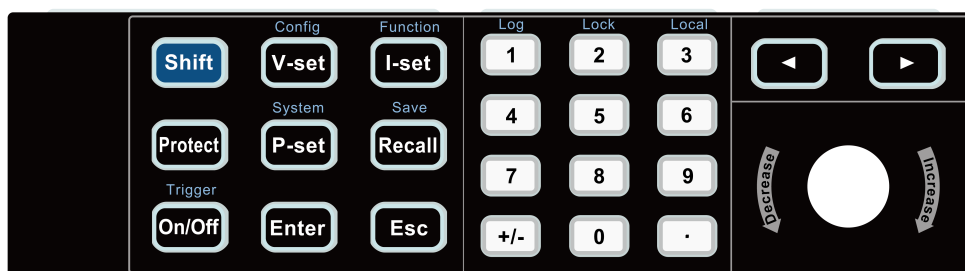 Config Function Log Lock Local
Shift V-set I-set 1 2 3 ◄ ►
System Save
Protect P-set Recall 4 5 6
Trigger 7 8 9 Decrease Increase
On/Off Enter Esc +/- 0 .